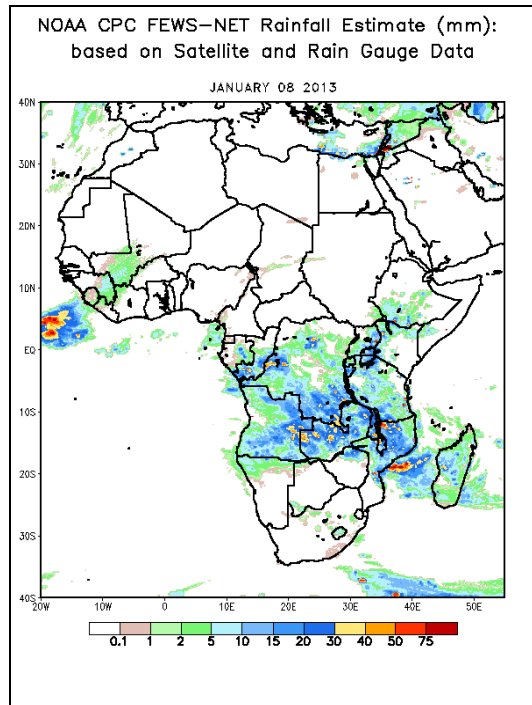 NOAA CPC FEWS-NET Rainfall Estimate (mm):
based on Satellite and Rain Gauge Data
JANUARY 08 2013
40N
30N
20N
10N
EQ
10S
20S
30S
40S
20W 10W 0 10E 20E 30E 40E 50E
0.1 1 2 5 10 15 20 30 40 50 75